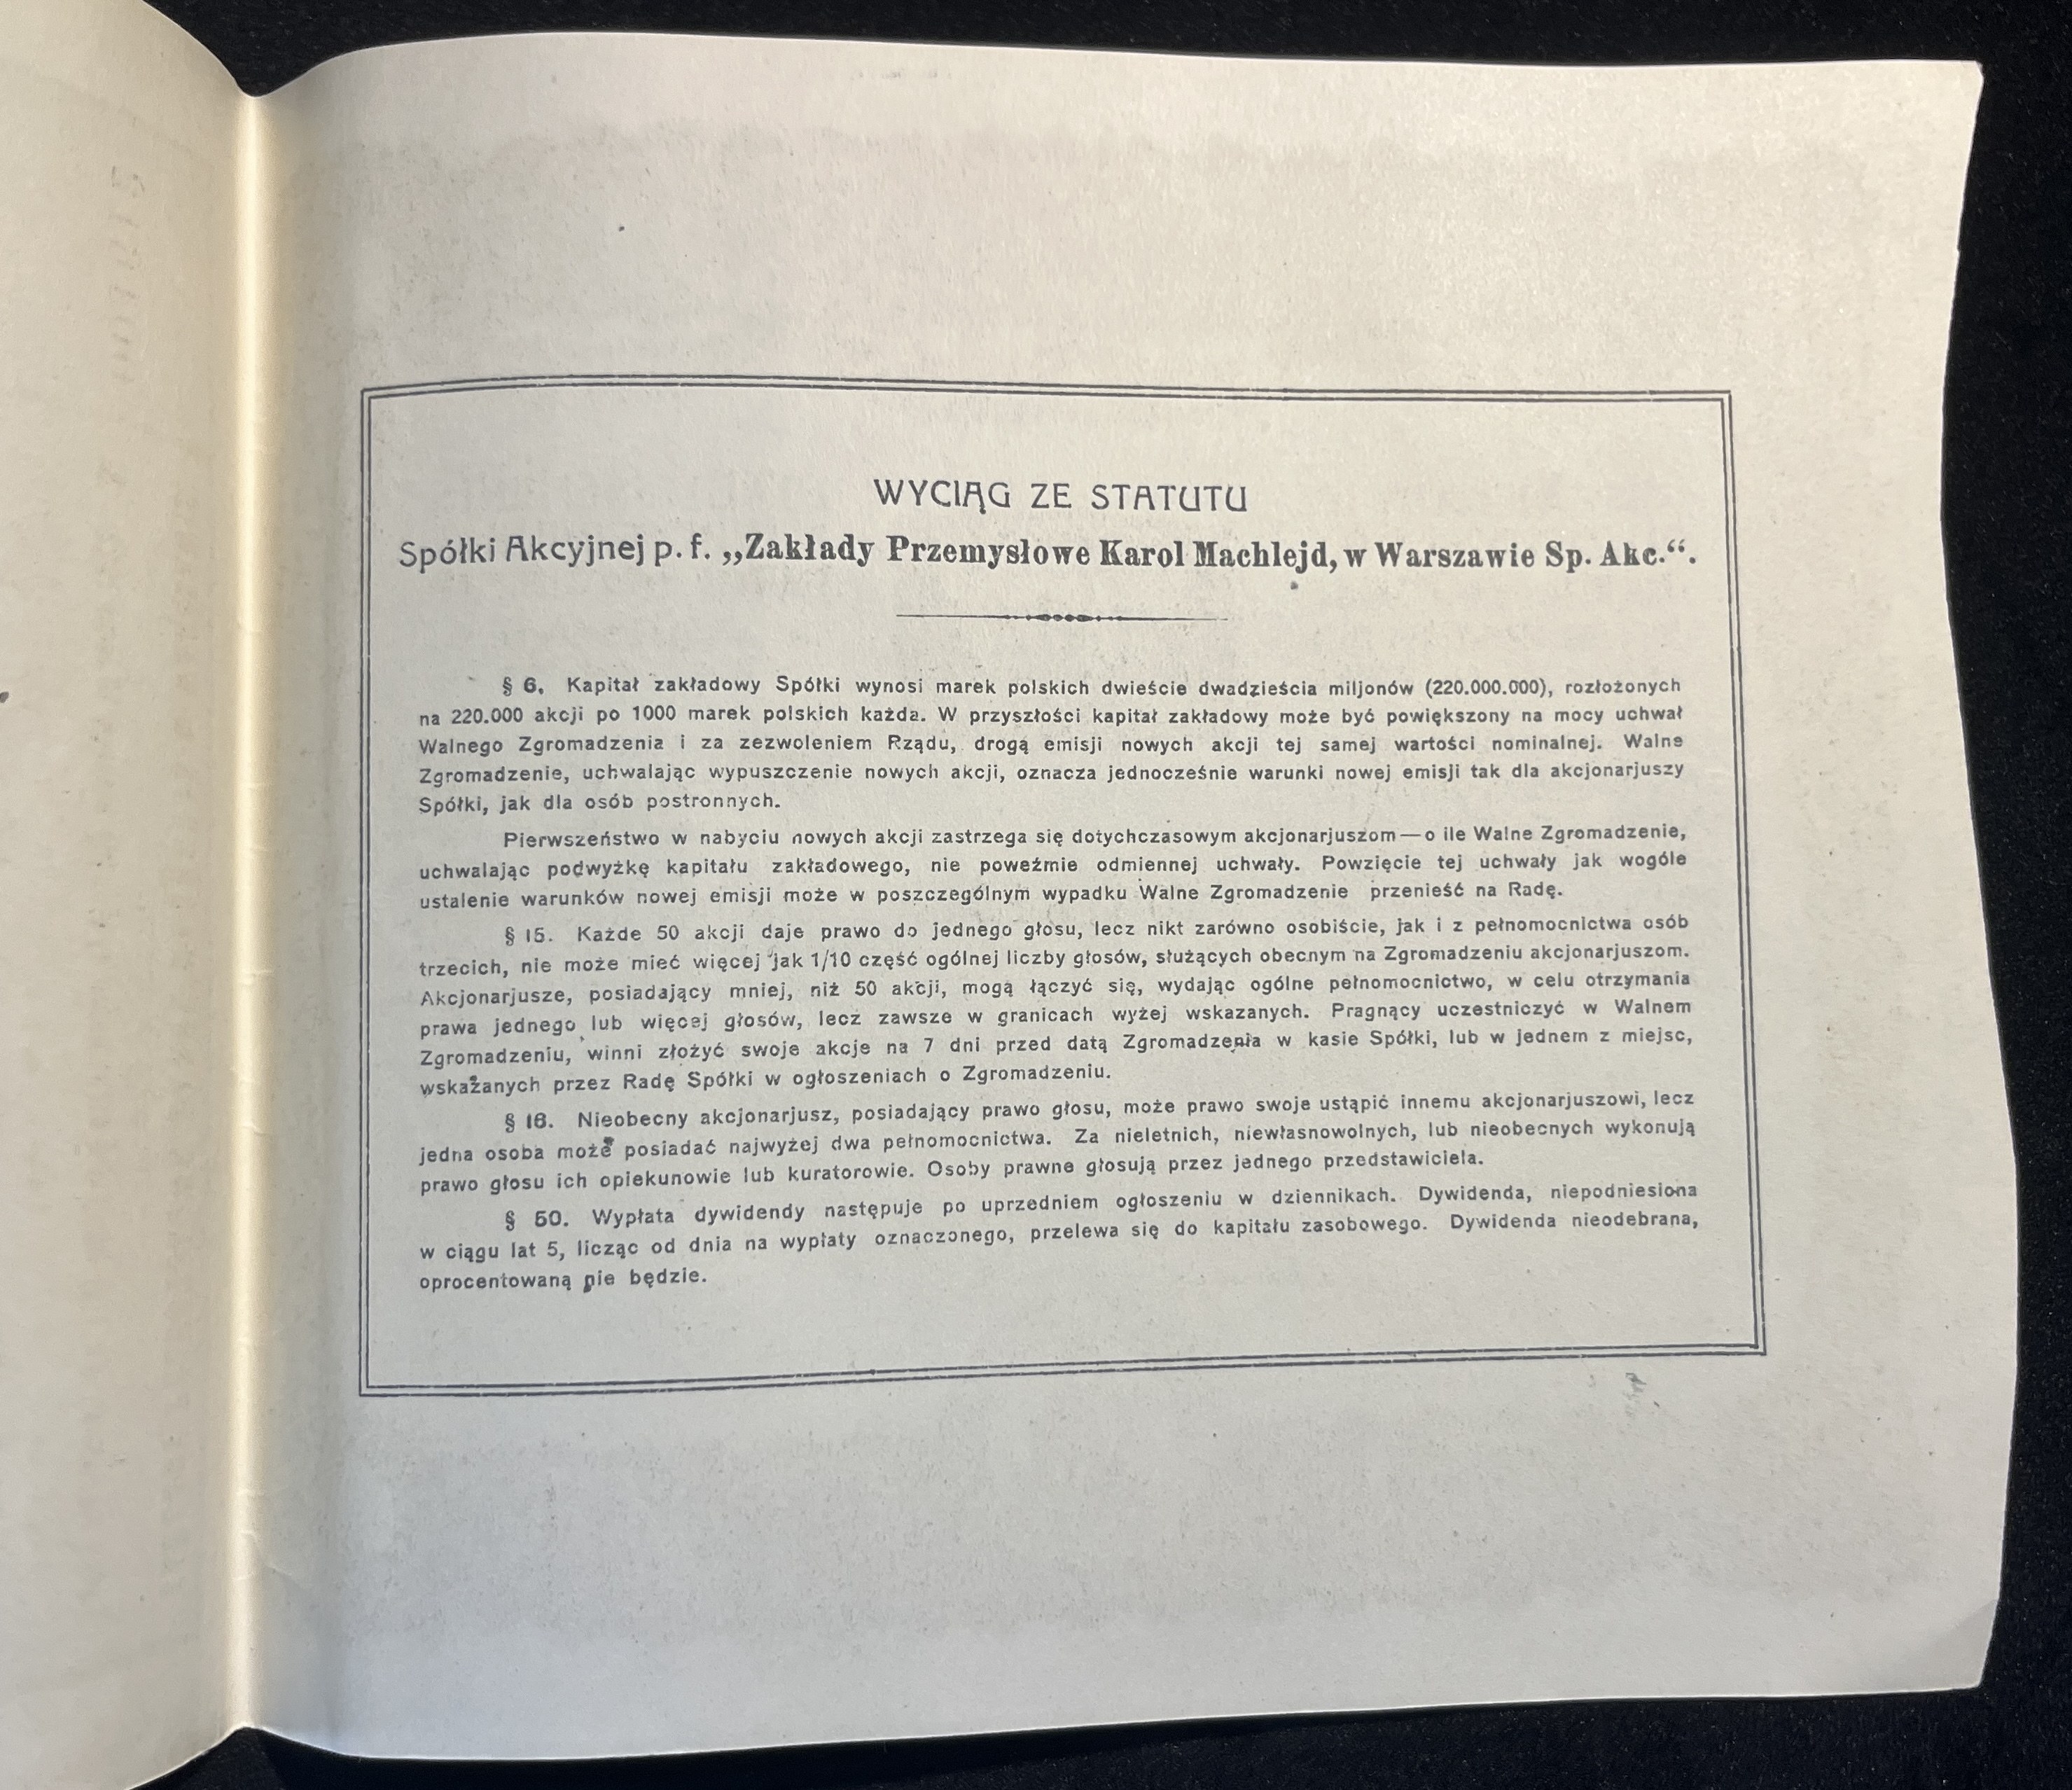 WYCIĄG ZE STATUTU
Spółki Akcyjnej p. f. „Zakłady Przemysłowe Karol Machlejd, w Warszawie Sp. Akc.“.
§ 6. Kapitał zakładowy Spółki wynosi marek polskich dwieście dwadzieścia miljonów (220.000.000), rozłożonych
na 220.000 akcji po 1000 marek polskich każda. W przyszłości kapitał zakładowy może być powiększony na mocy uchwał
Walnego Zgromadzenia i za zezwoleniem Rządu, drogą emisji nowych akcji tej samej wartości nominalnej. Walne
Zgromadzenie, uchwalając wypuszczenie nowych akcji, oznacza jednocześnie warunki nowej emisji tak dla akcjonarjuszy
Spółki, jak dla osób postronnych.
Pierwszeństwo w nabyciu nowych akcji zastrzega się dotychczasowym akcjonarjuszom—o ile Walne Zgromadzenie,
uchwalając podwyżkę kapitału zakładowego, nie poweźmie odmiennej uchwały. Powzięcie tej uchwały jak wogóle
ustalenie warunków nowej emisji może w poszczególnym wypadku Walne Zgromadzenie przenieść na Radę.
§ 15. Każde 50 akcji daje prawo do jednego głosu, lecz nikt zarówno osobiście, jak i z pełnomocnictwa osób
trzecich, nie może mieć więcej jak 1/10 część ogólnej liczby głosów, służących obecnym na Zgromadzeniu akcjonarjuszom.
Akcjonarjusze, posiadający mniej, niż 50 akcji, mogą łączyć się, wydając ogólne pełnomocnictwo, w celu otrzymania
prawa jednego lub więcej głosów, lecz zawsze w granicach wyżej wskazanych. Pragnący uczestniczyć w Walnem
Zgromadzeniu, winni złożyć swoje akcje na 7 dni przed datą Zgromadzenia w kasie Spółki, lub w jednem z miejsc,
wskazanych przez Radę Spółki w ogłoszeniach o Zgromadzeniu.
§ 16. Nieobecny akcjonarjusz, posiadający prawo głosu, może prawo swoje ustąpić innemu akcjonarjuszowi, lecz
jedna osoba może posiadać najwyżej dwa pełnomocnictwa. Za nieletnich, niewłasnowolnych, lub nieobecnych wykonują
prawo głosu ich opiekunowie lub kuratorowie. Osoby prawne głosują przez jednego przedstawiciela.
§ 50. Wypłata dywidendy następuje po uprzedniem ogłoszeniu w dziennikach. Dywidenda, niepodniesiona
w ciągu lat 5, licząc od dnia na wypłaty oznaczonego, przelewa się do kapitału zasobowego. Dywidenda nieodebrana,
oprocentowaną nie będzie.